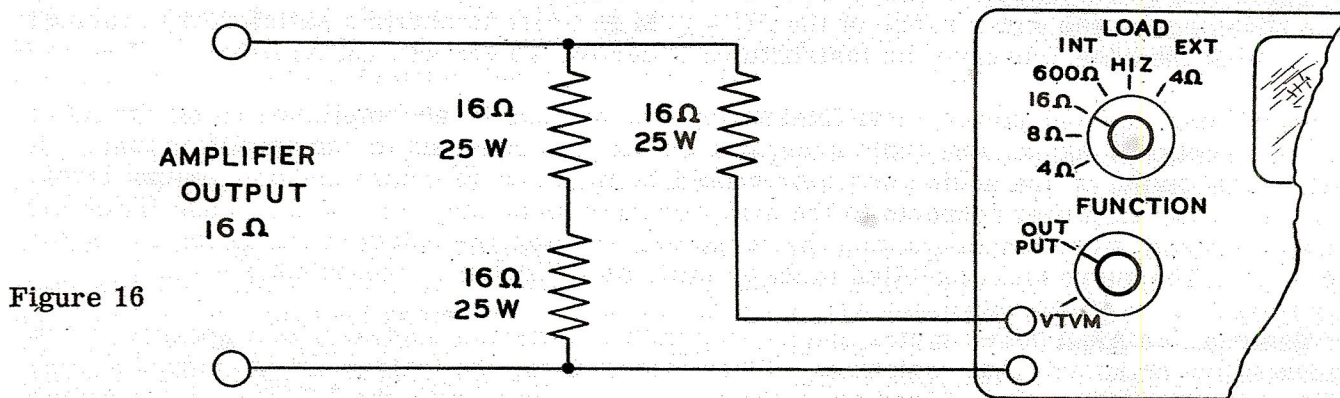 AMPLIFIER
OUTPUT
16Ω
16Ω
25 W
16Ω
25 W
16Ω
25 W
LOAD
INT
EXT
600Ω
HI Z
4Ω
16Ω
8Ω
4Ω
FUNCTION
OUT
PUT
VTVM
Figure 16